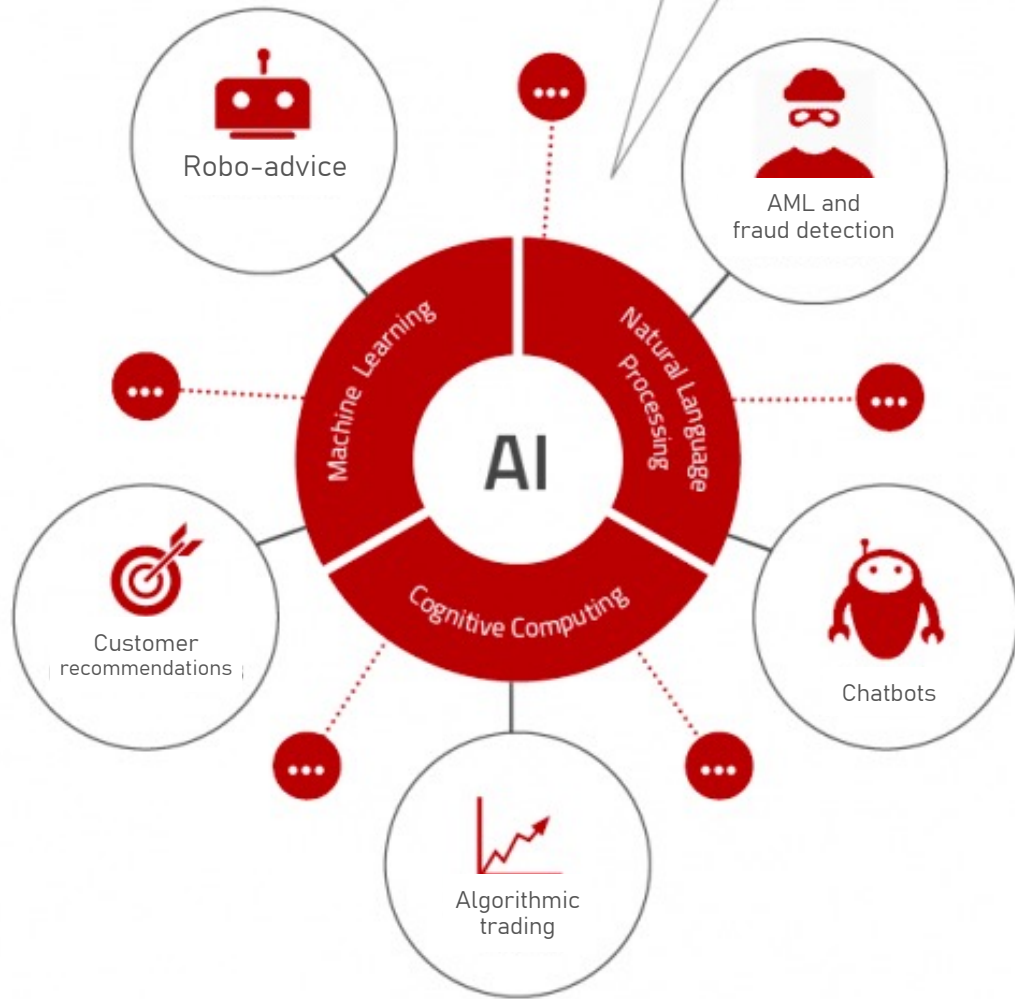 Robo-advice
AML and
fraud detection
Machine Learning
Natural Language
Processing
AI
Cognitive Computing
Customer
recommendations
Chatbots
Algorithmic
trading